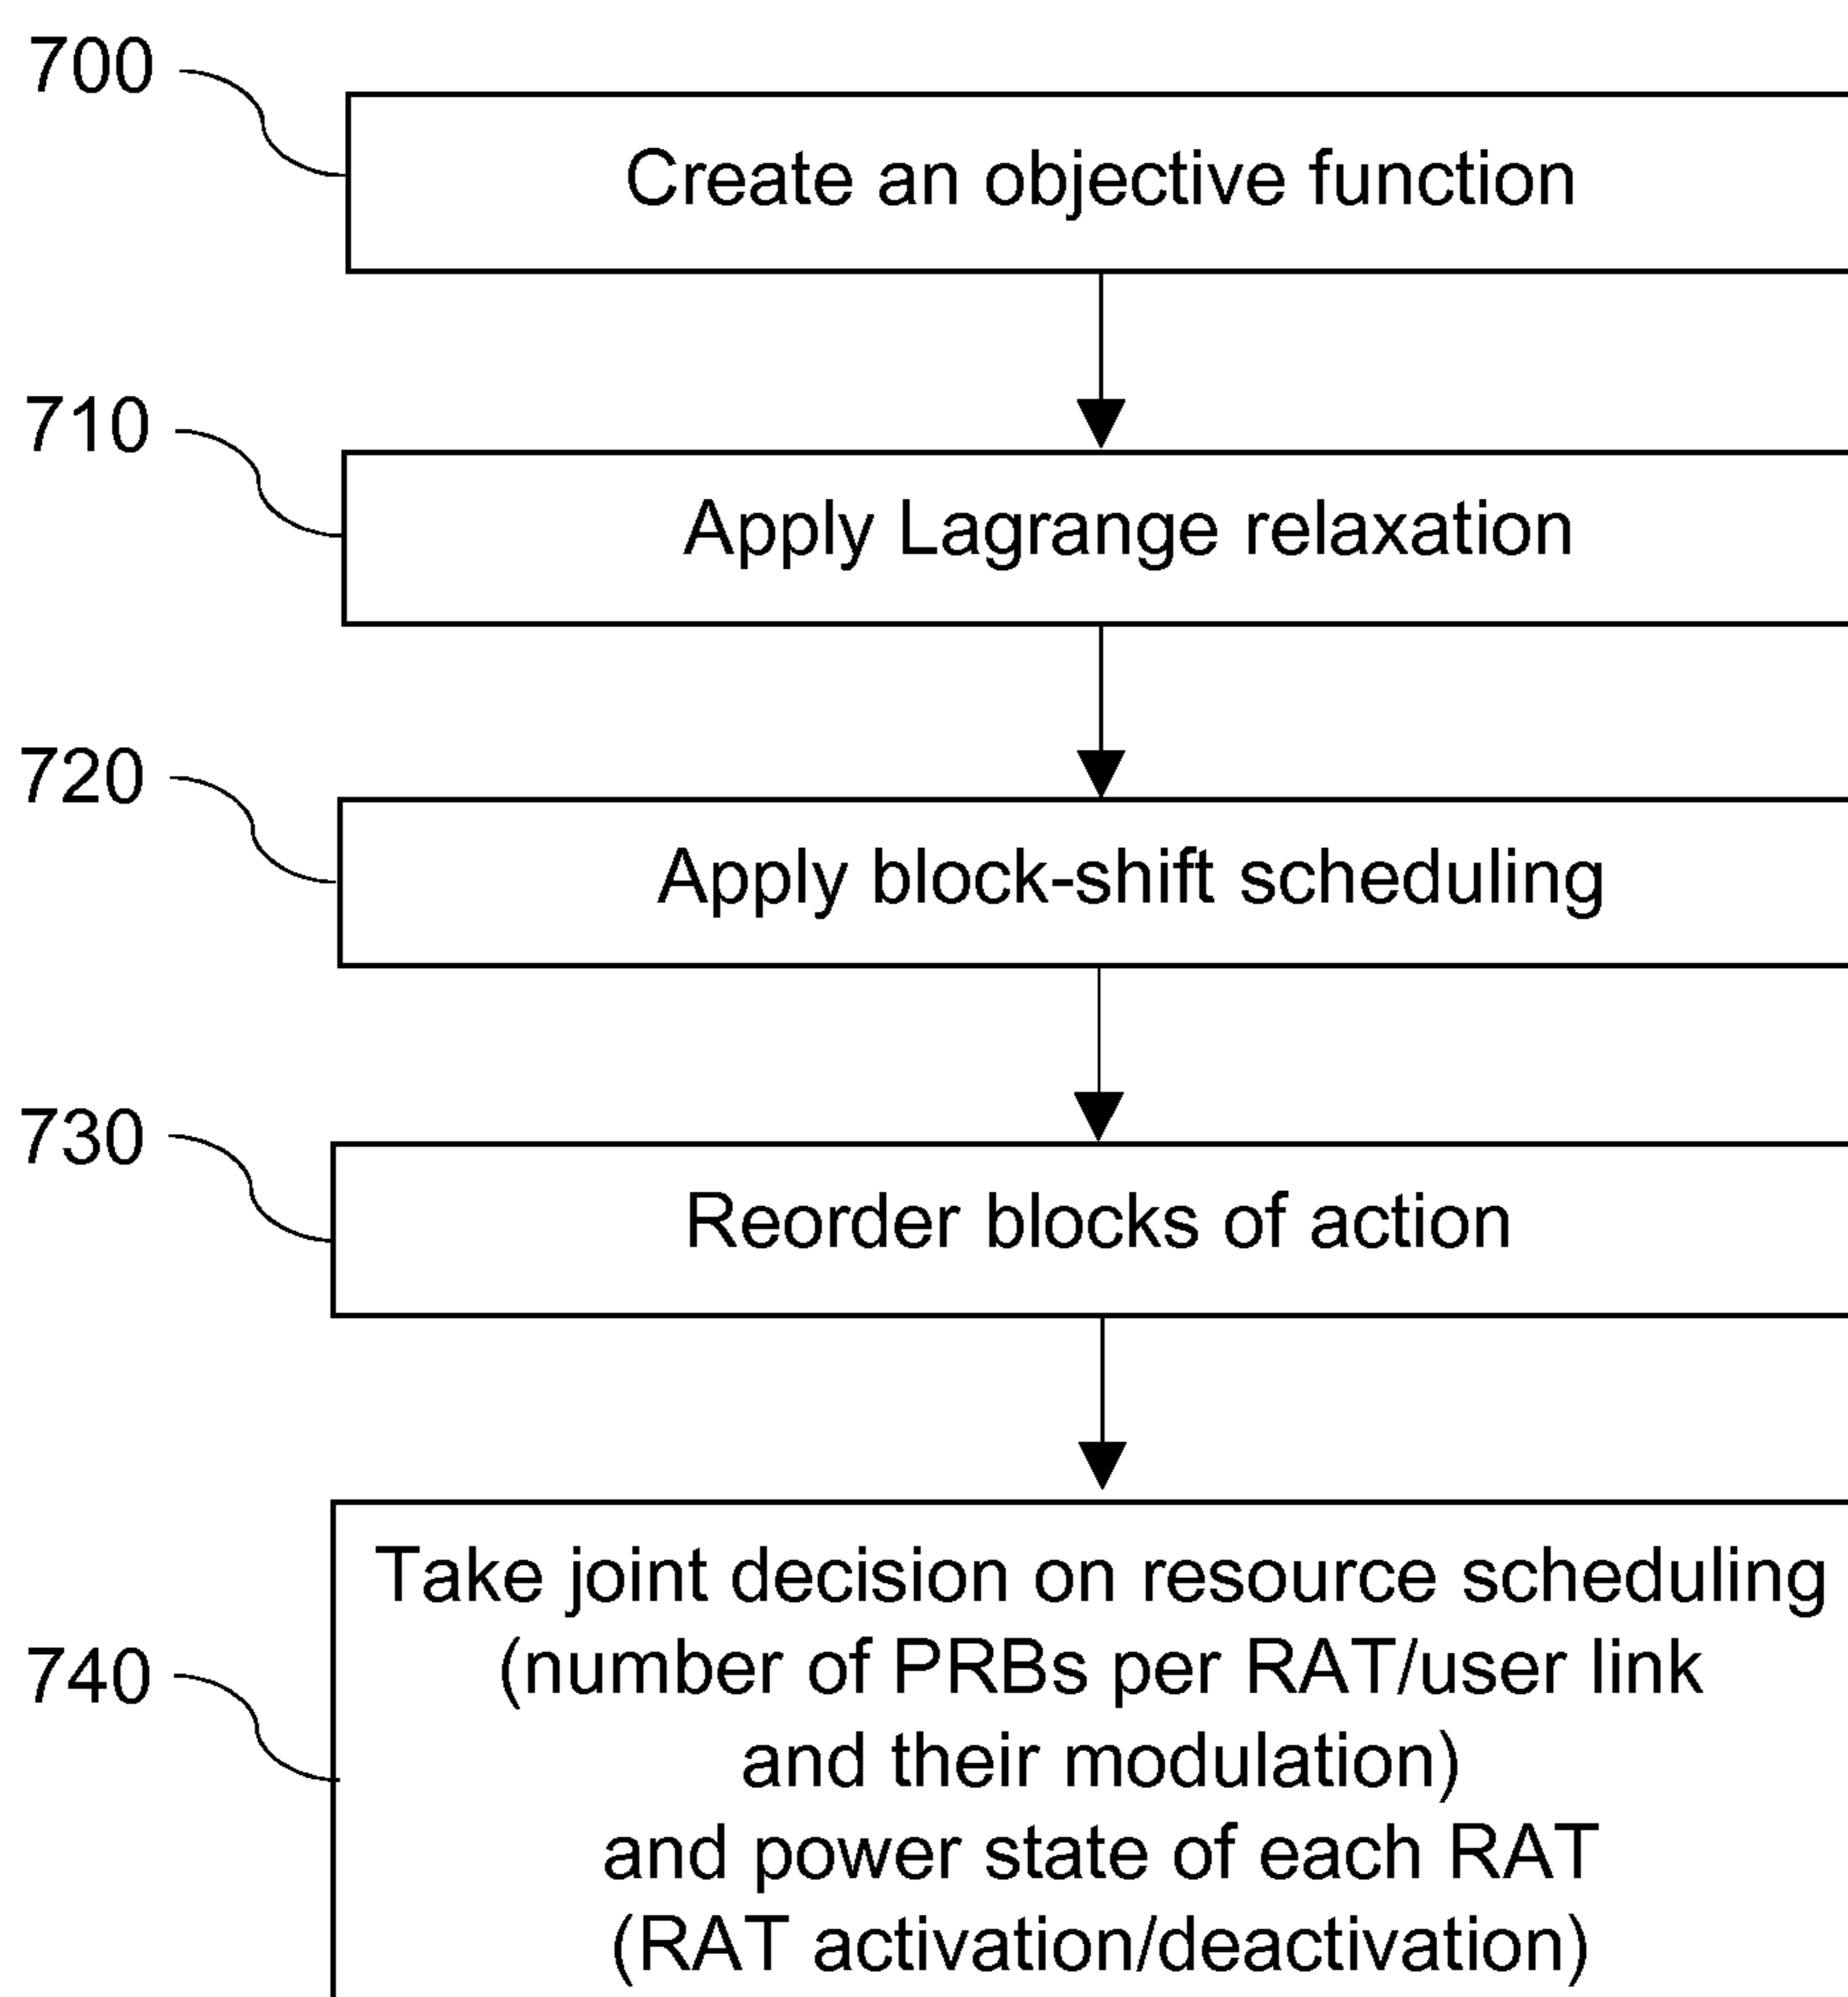 700
Create an objective function
710
Apply Lagrange relaxation
720
Apply block-shift scheduling
730
Reorder blocks of action
740
Take joint decision on resource scheduling
(number of PRBs per RAT/user link
and their modulation)
and power state of each RAT
(RAT activation/deactivation)